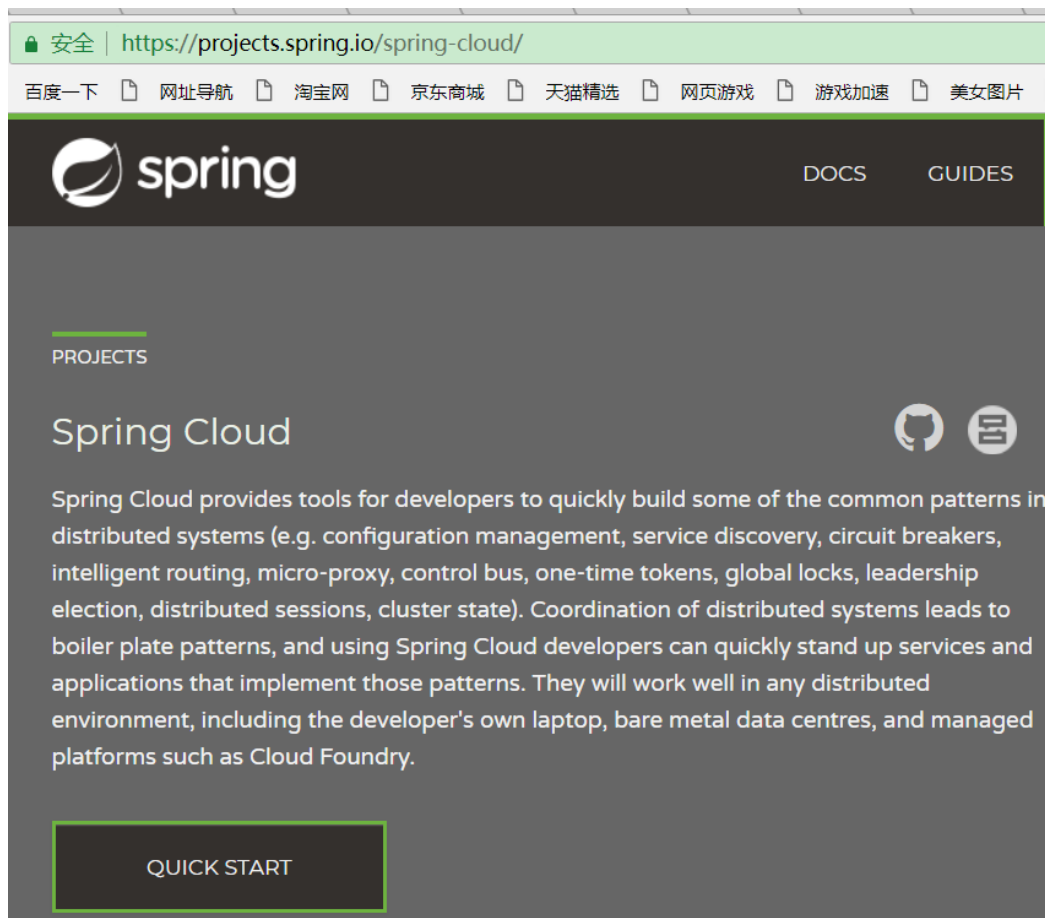 安全 https://projects.spring.io/spring-cloud/
百度一下 网址导航 淘宝网 京东商城 天猫精选 网页游戏 游戏加速 美女图片
spring DOCS GUIDES
PROJECTS
Spring Cloud
Spring Cloud provides tools for developers to quickly build some of the common patterns in
distributed systems (e.g. configuration management, service discovery, circuit breakers,
intelligent routing, micro-proxy, control bus, one-time tokens, global locks, leadership
election, distributed sessions, cluster state). Coordination of distributed systems leads to
boiler plate patterns, and using Spring Cloud developers can quickly stand up services and
applications that implement those patterns. They will work well in any distributed
environment, including the developer's own laptop, bare metal data centres, and managed
platforms such as Cloud Foundry.
QUICK START